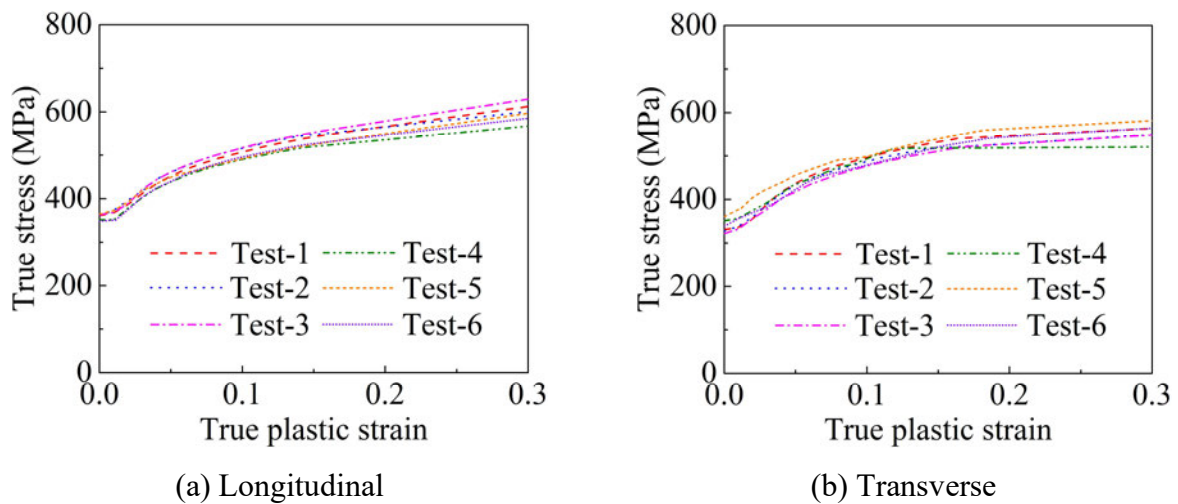 800
600
400
200
0
True stress (MPa)
Test-1 Test-4
Test-2 Test-5
Test-3 Test-6
0.0 0.1 0.2 0.3
True plastic strain
(a) Longitudinal
800
600
400
200
0
True stress (MPa)
Test-1 Test-4
Test-2 Test-5
Test-3 Test-6
0.0 0.1 0.2 0.3
True plastic strain
(b) Transverse